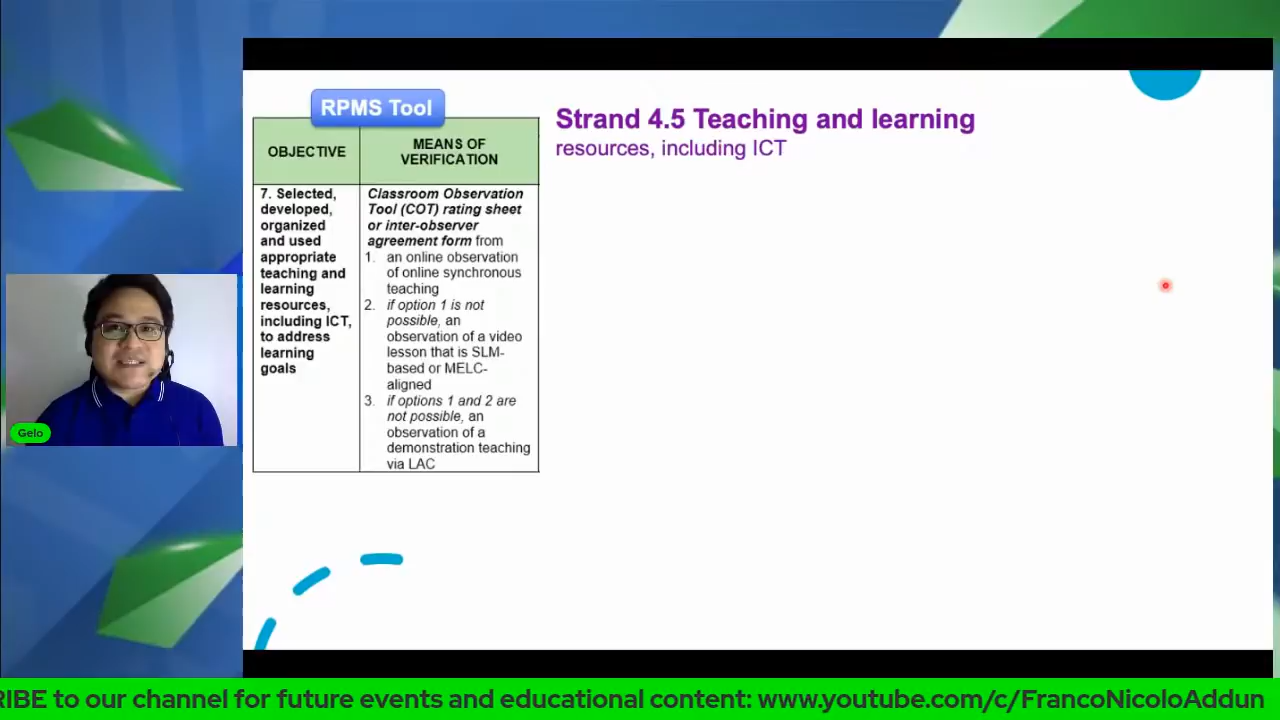 RPMS Tool
OBJECTIVE
MEANS OF
VERIFICATION
7. Selected,
developed,
organized
and used
appropriate
teaching and
learning
resources,
including ICT,
to address
learning
goals
Classroom Observation
Tool (COT) rating sheet
or inter-observer
agreement form from
1. an online observation
of online synchronous
teaching
2. if option 1 is not
possible, an
observation of a video
lesson that is SLM-
based or MELC-
aligned
3. if options 1 and 2 are
not possible, an
observation of a
demonstration teaching
via LAC
Strand 4.5 Teaching and learning
resources, including ICT
Gelo
RIBE to our channel for future events and educational content: www.youtube.com/c/FrancoNicoloAddun